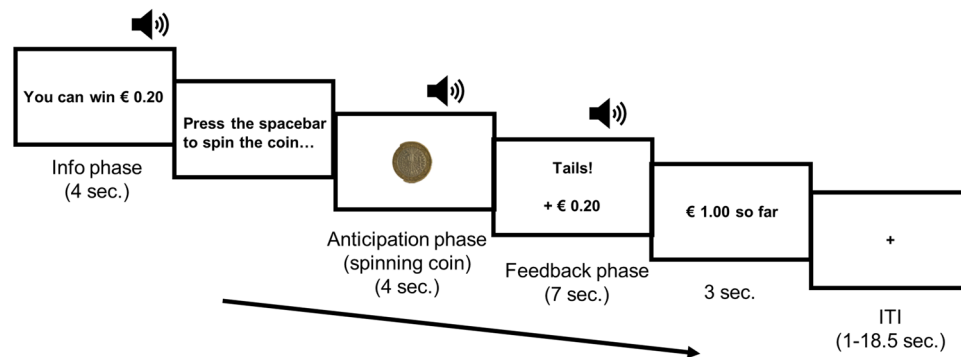 You can win € 0.20
Info phase
(4 sec.)
Press the spacebar
to spin the coin…
Anticipation phase
(spinning coin)
(4 sec.)
Tails!
+ € 0.20
Feedback phase
(7 sec.)
€ 1.00 so far
3 sec.
+
ITI
(1-18.5 sec.)